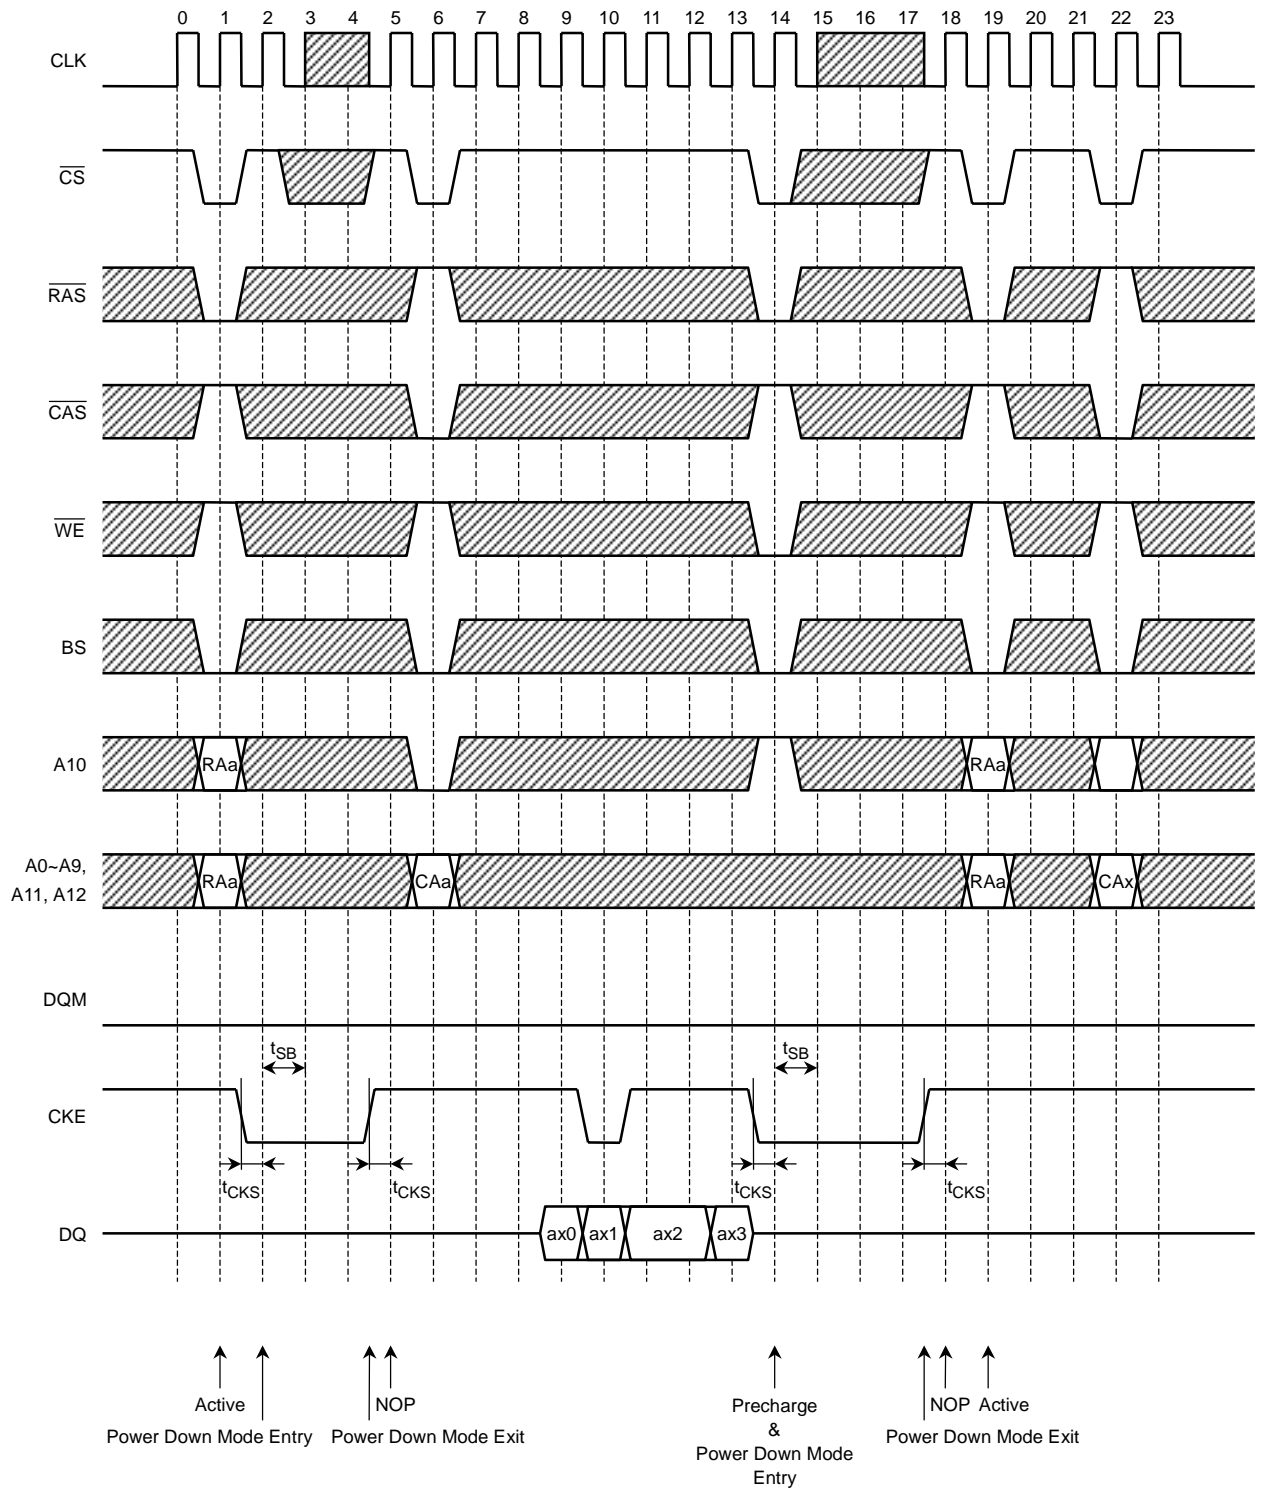 0 1 2 3 4 5 6 7 8 9 10 11 12 13 14 15 16 17 18 19 20 21 22 23
CLK
CS
RAS
CAS
WE
BS
A10 RAa RAa
A0~A9,
A11, A12
RAa CAa RAa CAx
DQM
tSB tSB
CKE
tCKS tCKS tCKS tCKS
DQ ax0 ax1 ax2 ax3
Active NOP Precharge NOP Active
Power Down Mode Entry Power Down Mode Exit & Power Down Mode Exit
Power Down Mode
Entry